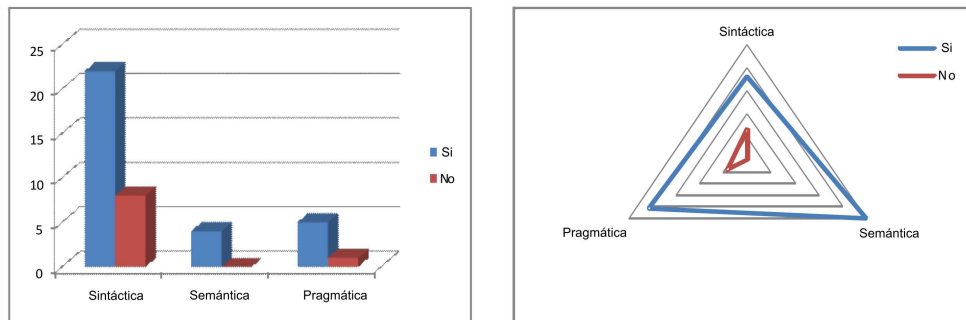 25
20
15
10
5
0
Sintáctica
Semántica
Pragmática
Si
No
Sintáctica
Pragmática
Semántica
Si
No